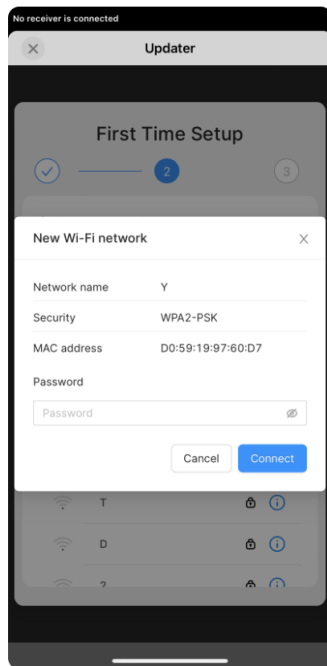 No receiver is connected
Updater
First Time Setup
2
3
New Wi-Fi network
Network name Y
Security WPA2-PSK
MAC address D0:59:19:97:60:D7
Password
Password
Cancel Connect
T
D
?